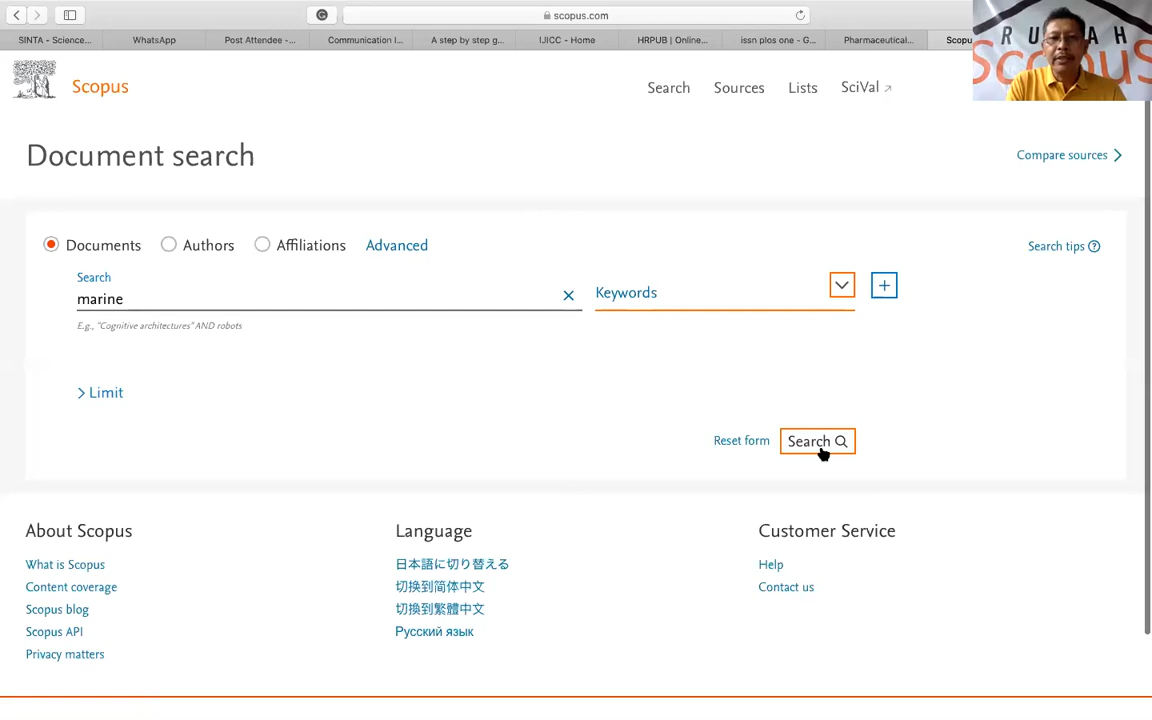 scopus.com
SINTA - Science...
WhatsApp
Post Attendee -...
Communication I...
A step by step g...
IJICC - Home
HRPUB | Online...
issn plos one - G...
Pharmaceutical...
Scopu
RU AH
Scopus
Scopus
Search
Sources
Lists
SciVal
Document search
Compare sources
Documents
Authors
Affiliations
Advanced
Search tips
Search
marine
Keywords
E.g., "Cognitive architectures" AND robots
Limit
Reset form
Search
About Scopus
What is Scopus
Content coverage
Scopus blog
Scopus API
Privacy matters
Language
日本語に切り替える
切换到简体中文
切換到繁體中文
Русский язык
Customer Service
Help
Contact us